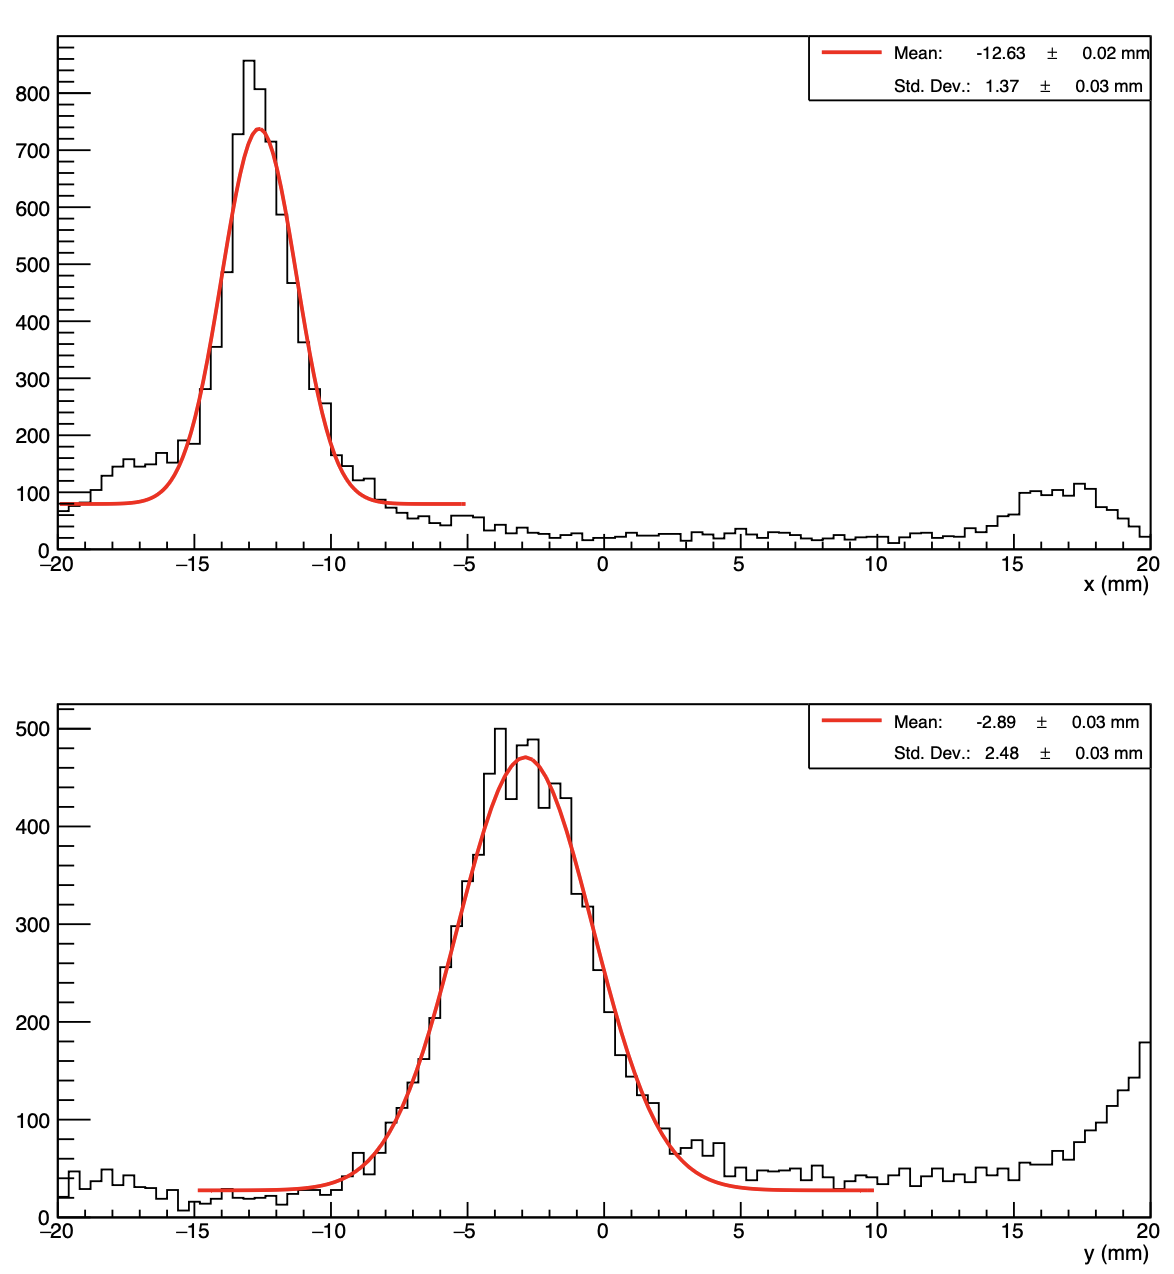 Mean: -12.63 ± 0.02 mm
Std. Dev.: 1.37 ± 0.03 mm
800
700
600
500
400
300
200
100
0
−20 −15 −10 −5 0 5 10 15 20
x (mm)
Mean: -2.89 ± 0.03 mm
Std. Dev.: 2.48 ± 0.03 mm
500
400
300
200
100
0
−20 −15 −10 −5 0 5 10 15 20
y (mm)